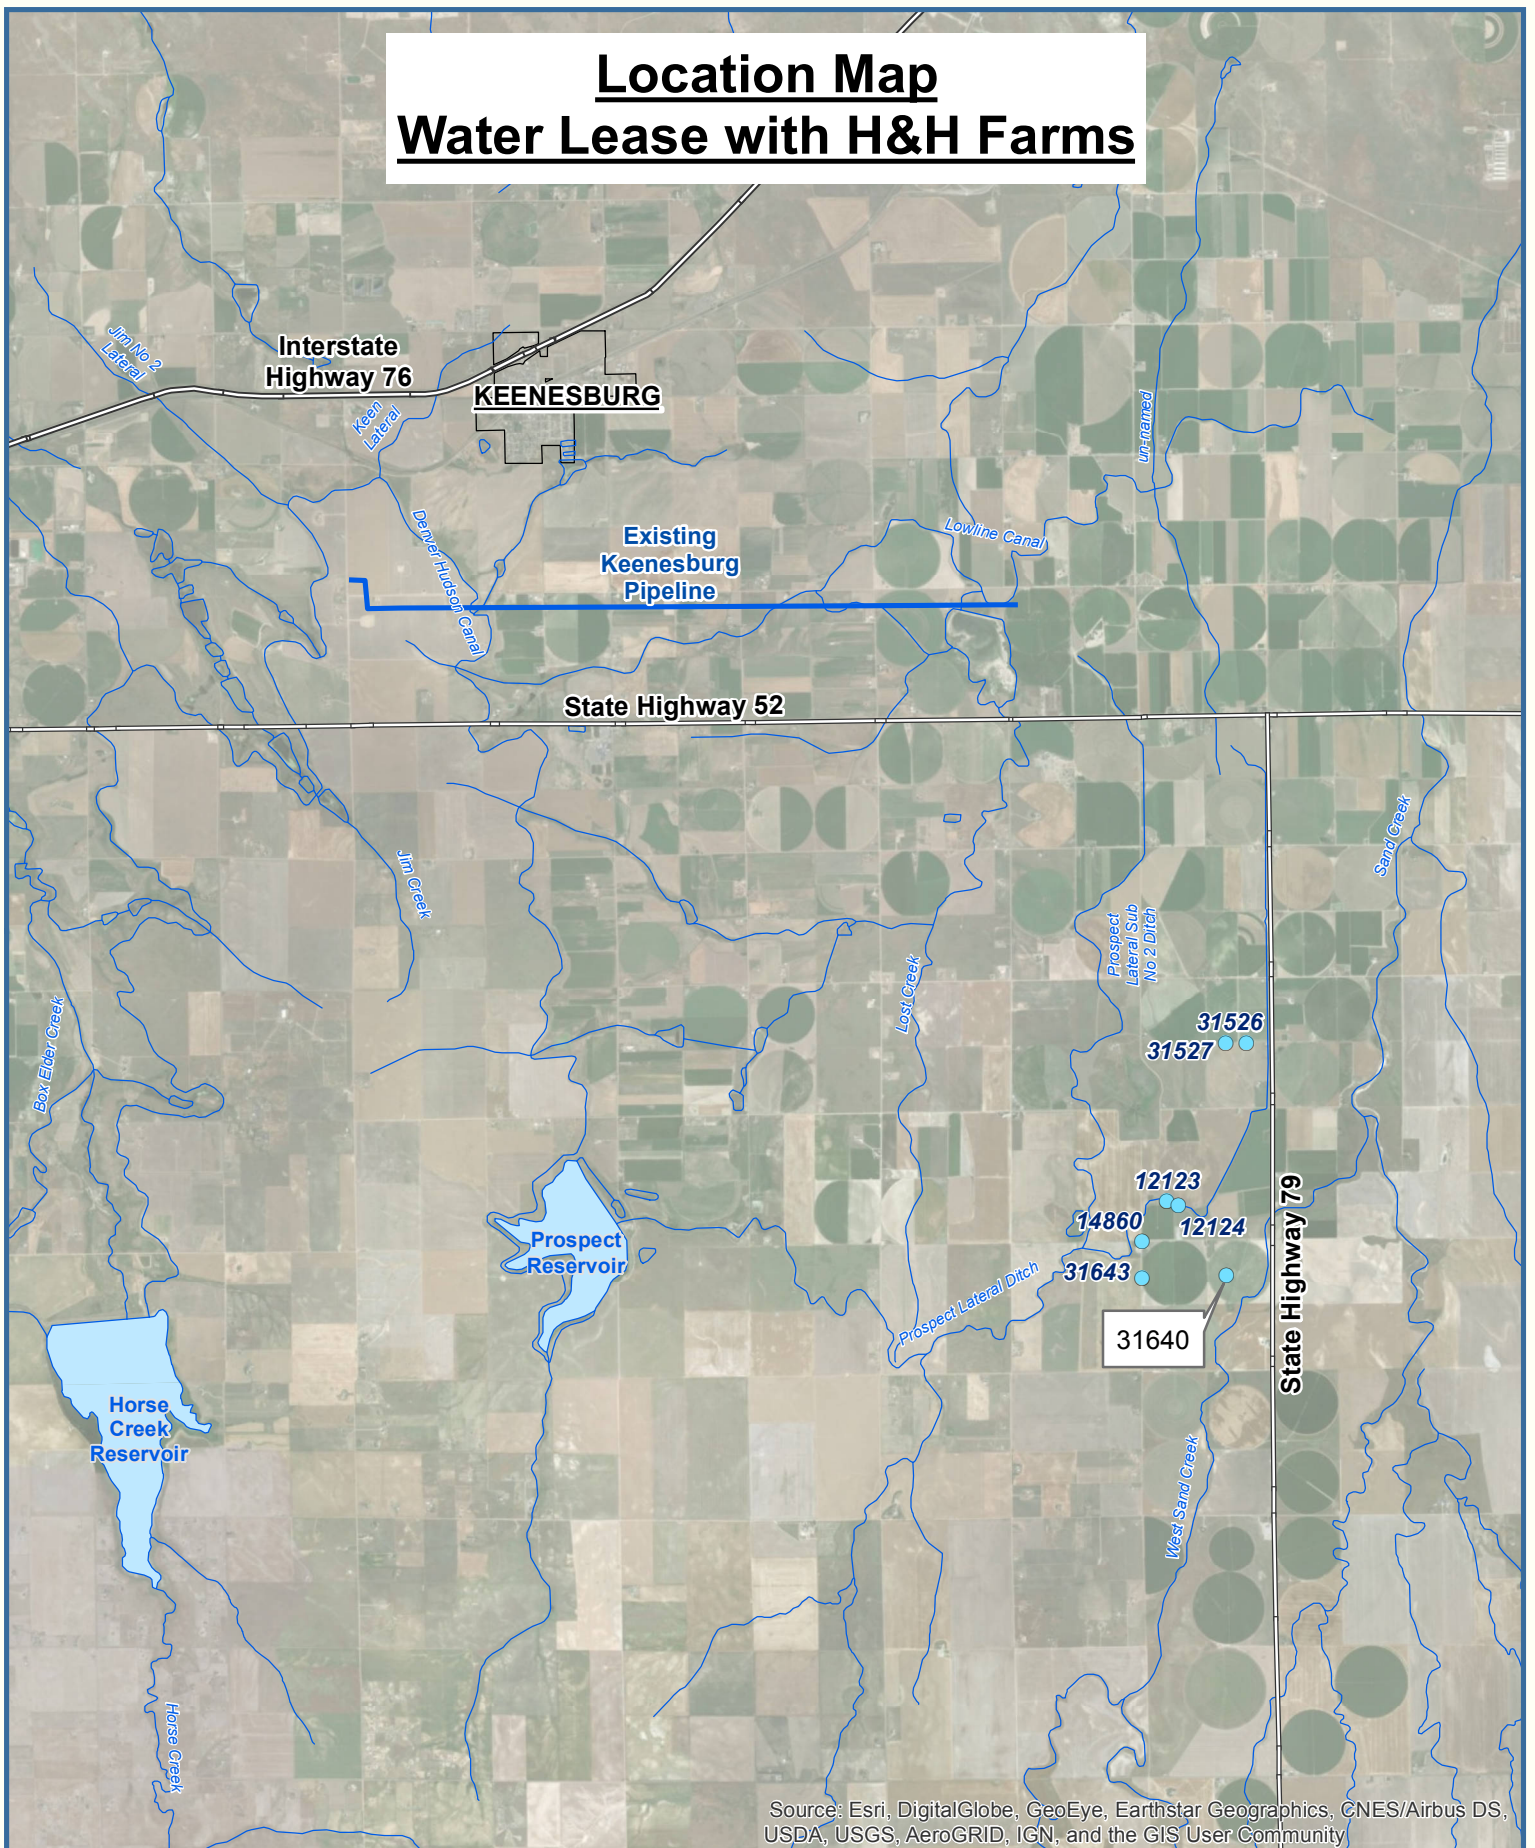 Location Map
Water Lease with H&H Farms
Jim No 2
Lateral
Interstate
Highway 76
Keen
Lateral
KEENESBURG
un-named
Denver Hudson Canal
Existing
Keenesburg
Pipeline
Lowline Canal
State Highway 52
Sand Creek
Jim Creek
Prospect
Lateral Sub
No 2 Ditch
Lost Creek
Box Elder Creek
31526
31527
12123
14860
12124
31643
State Highway 79
Prospect
Reservoir
Prospect Lateral Ditch
31640
Horse
Creek
Reservoir
West Sand Creek
Horse Creek
Source: Esri, DigitalGlobe, GeoEye, Earthstar Geographics, CNES/Airbus DS,
USDA, USGS, AeroGRID, IGN, and the GIS User Community